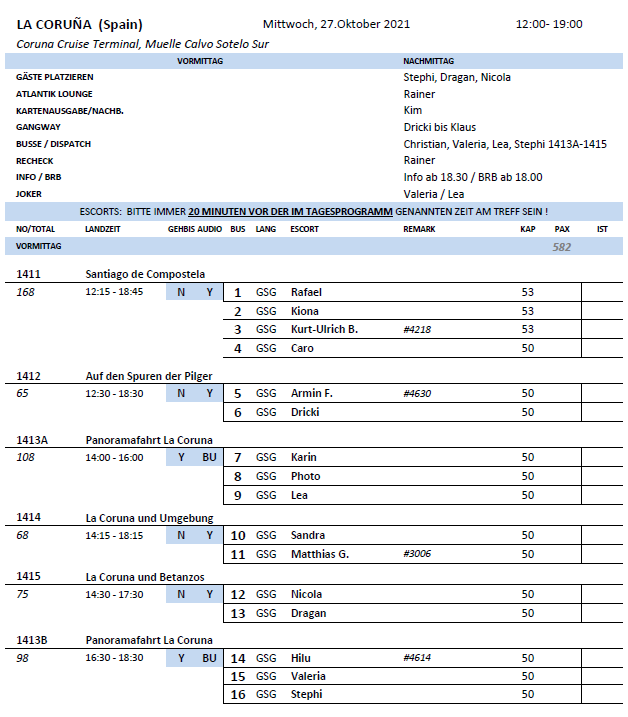 LA CORUÑA (Spain) Mittwoch, 27.Oktober 2021 12:00- 19:00
Coruna Cruise Terminal, Muelle Calvo Sotelo Sur
VORMITTAG NACHMITTAG
GÄSTE PLATZIEREN Stephi, Dragan, Nicola
ATLANTIK LOUNGE Rainer
KARTENAUSGABE/NACHB. Kim
GANGWAY Dricki bis Klaus
BUSSE / DISPATCH Christian, Valeria, Lea, Stephi 1413A-1415
RECHECK Rainer
INFO / BRB Info ab 18.30 / BRB ab 18.00
JOKER Valeria / Lea
ESCORTS: BITTE IMMER 20 MINUTEN VOR DER IM TAGESPROGRAMM GENANNTEN ZEIT AM TREFF SEIN !
NO/TOTAL LANDZEIT GEHBIS AUDIO BUS LANG ESCORT REMARK KAP PAX IST
VORMITTAG 582
1411 Santiago de Compostela
168 12:15 - 18:45 N Y 1 GSG Rafael 53
2 GSG Kiona 53
3 GSG Kurt-Ulrich B. #4218 53
4 GSG Caro 50
1412 Auf den Spuren der Pilger
65 12:30 - 18:30 N Y 5 GSG Armin F. #4630 50
6 GSG Dricki 50
1413A Panoramafahrt La Coruna
108 14:00 - 16:00 Y BU 7 GSG Karin 50
8 GSG Photo 50
9 GSG Lea 50
1414 La Coruna und Umgebung
68 14:15 - 18:15 N Y 10 GSG Sandra 50
11 GSG Matthias G. #3006 50
1415 La Coruna und Betanzos
75 14:30 - 17:30 N Y 12 GSG Nicola 50
13 GSG Dragan 50
1413B Panoramafahrt La Coruna
98 16:30 - 18:30 Y BU 14 GSG Hilu #4614 50
15 GSG Valeria 50
16 GSG Stephi 50